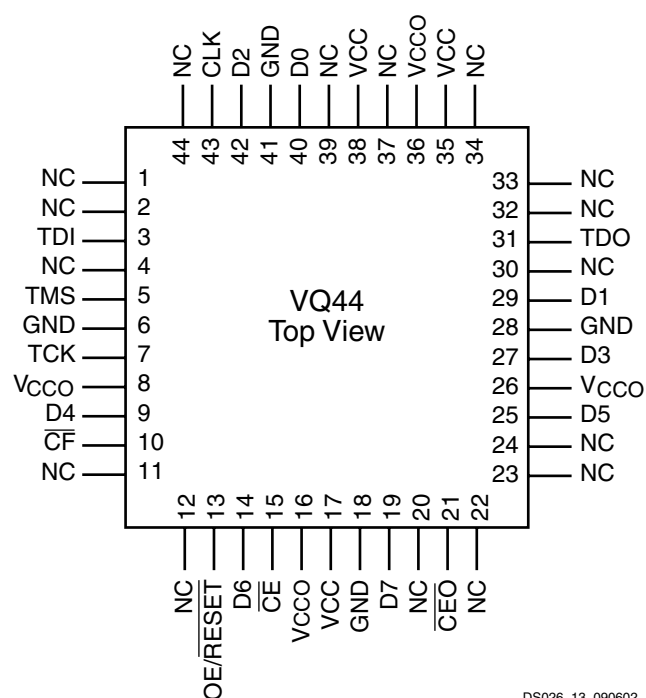 NC CLK D2 GND D0 NC VCC NC VCCO VCC NC
44 43 42 41 40 39 38 37 36 35 34
NC 1 33 NC
NC 2 32 NC
TDI 3 31 TDO
NC 4 30 NC
TMS 5 29 D1
GND 6 28 GND
TCK 7 27 D3
VCCO 8 26 VCCO
D4 9 25 D5
CF 10 24 NC
NC 11 23 NC
VQ44
Top View
12 13 14 15 16 17 18 19 20 21 22
NC OE/RESET D6 CE VCCO VCC GND D7 NC CEO NC
DS026_13_090602